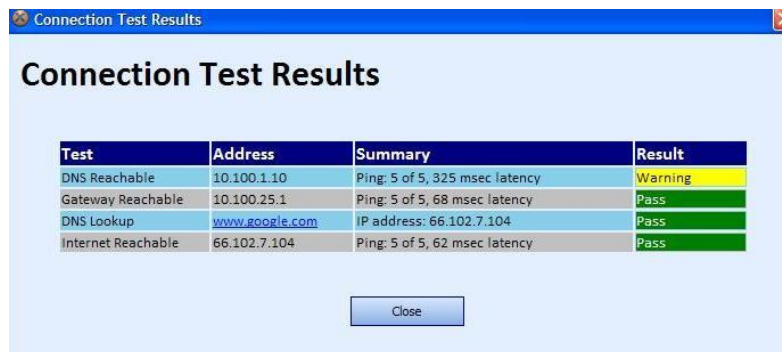 Connection Test Results
Connection Test Results
Test Address Summary Result
DNS Reachable 10.100.1.10 Ping: 5 of 5, 325 msec latency Warning
Gateway Reachable 10.100.25.1 Ping: 5 of 5, 68 msec latency Pass
DNS Lookup www.google.com IP address: 66.102.7.104 Pass
Internet Reachable 66.102.7.104 Ping: 5 of 5, 62 msec latency Pass
Close